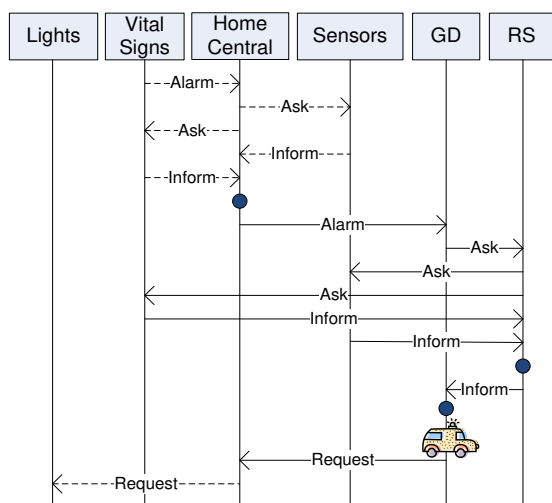 Lights
Vital
Signs
Home
Central
Sensors
GD
RS
Alarm
Ask
Ask
Inform
Inform
Alarm
Ask
Ask
Ask
Inform
Inform
Inform
Request
Request